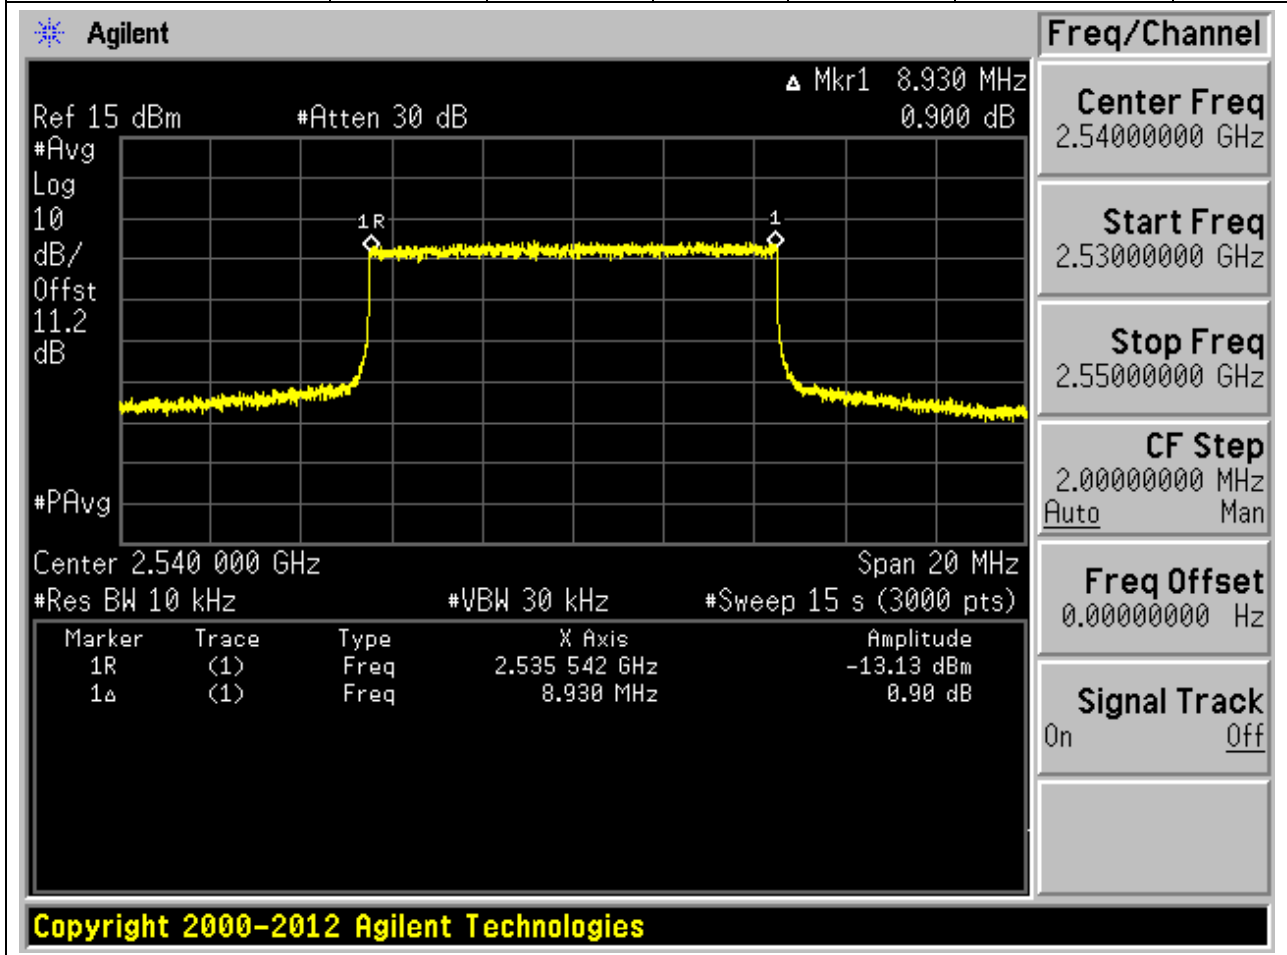 Agilent
Freq/Channel
Δ Mkr1 8.930 MHz
Ref 15 dBm #Atten 30 dB 0.900 dB
#Avg
Log
10
dB/
Offst
11.2
dB
#PAvg
1R
1
Center 2.540 000 GHz Span 20 MHz
#Res BW 10 kHz #VBW 30 kHz #Sweep 15 s (3000 pts)
Marker Trace Type X Axis Amplitude
1R (1) Freq 2.535 542 GHz -13.13 dBm
1Δ (1) Freq 8.930 MHz 0.90 dB
Center Freq
2.54000000 GHz
Start Freq
2.53000000 GHz
Stop Freq
2.55000000 GHz
CF Step
2.00000000 MHz
Auto Man
Freq Offset
0.00000000 Hz
Signal Track
On Off
Copyright 2000-2012 Agilent Technologies